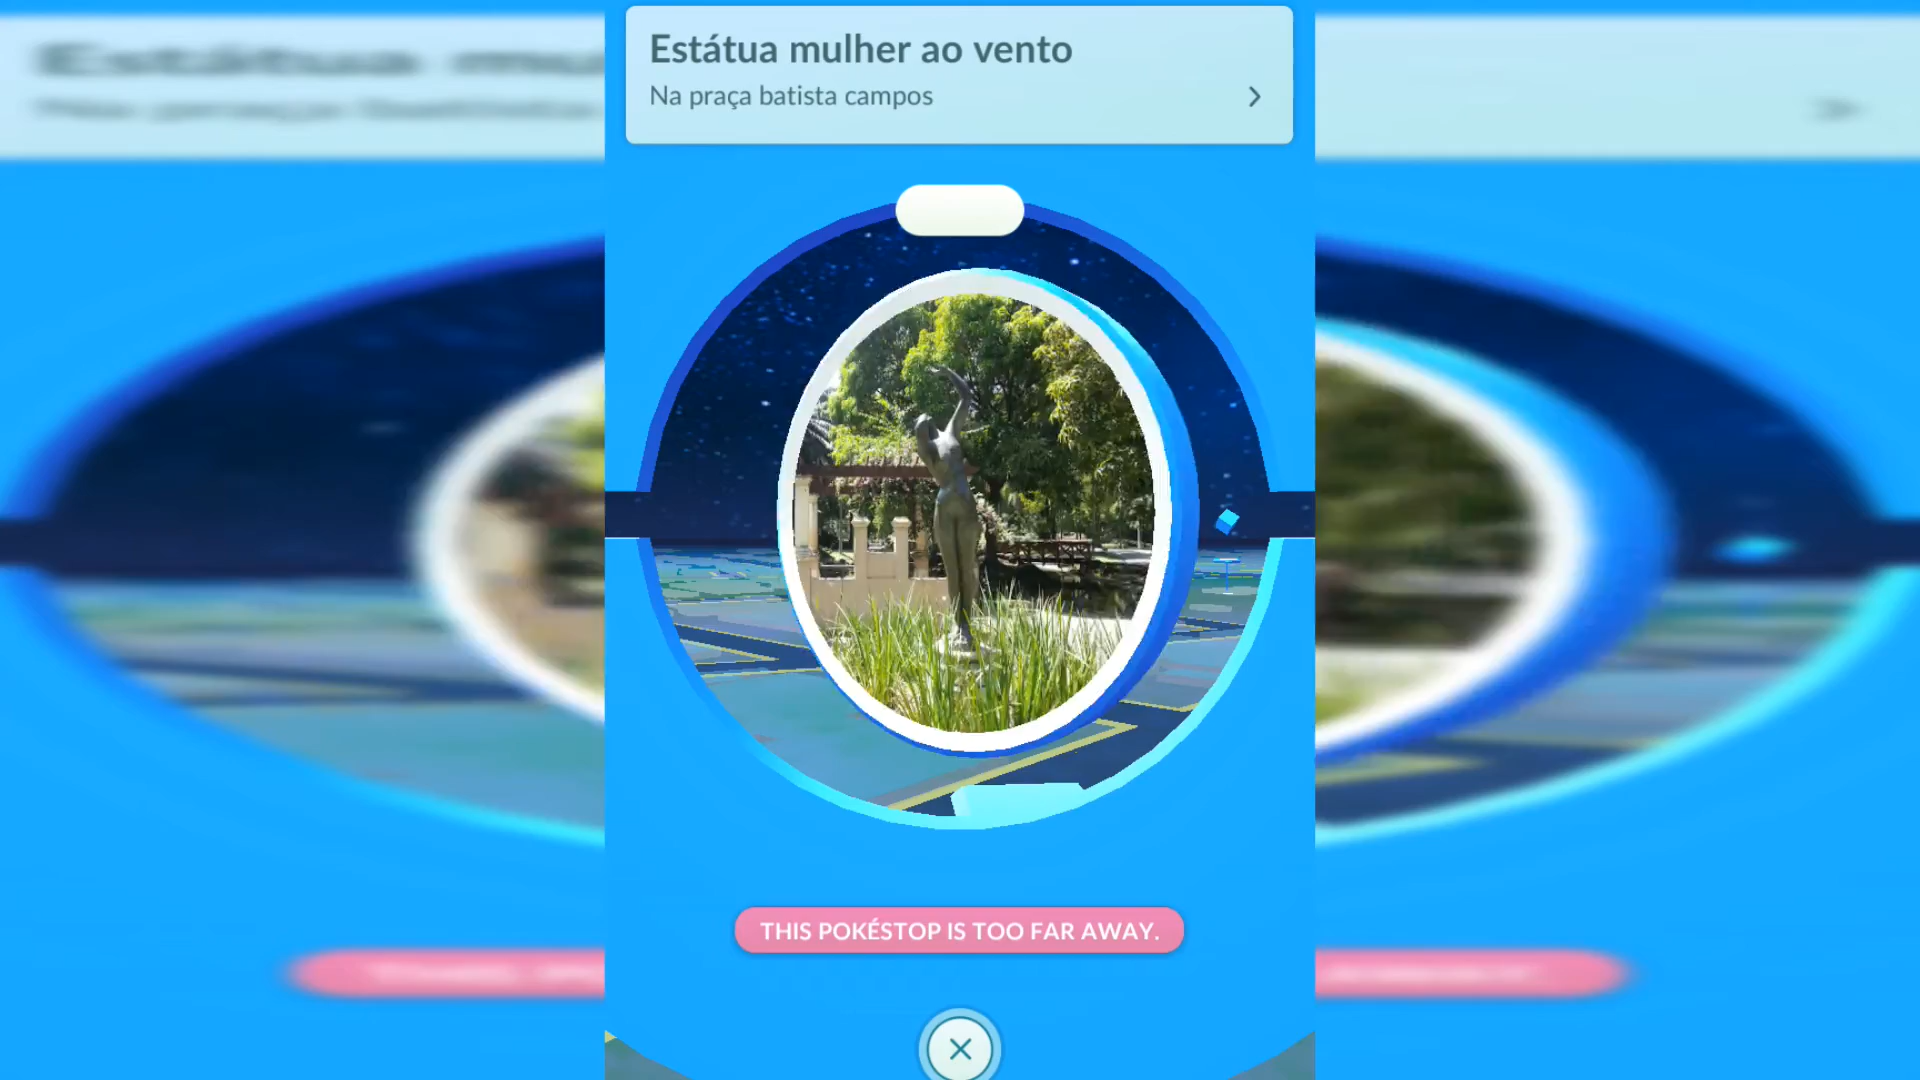 Estátua mulher ao vento
Na praça batista campos
THIS POKÉSTOP IS TOO FAR AWAY.